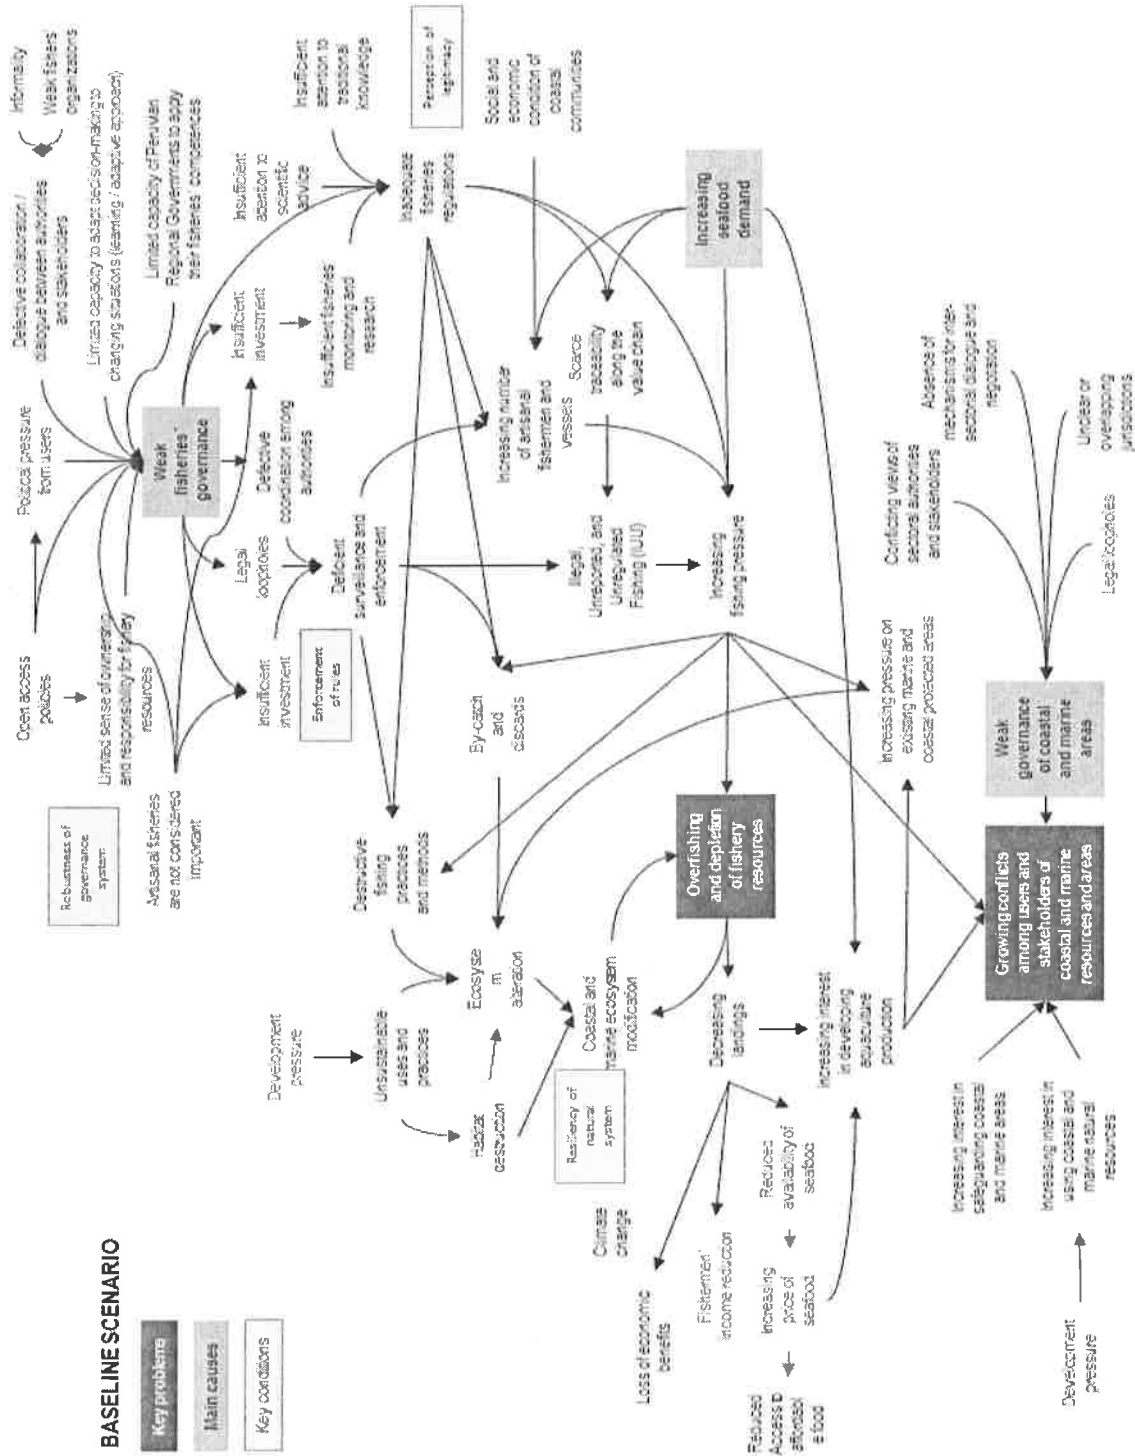 BASELINE SCENARIO
Key problems
Main causes
Key conditions
Open access
policies
Political pressure
from users
Defective collaboration /
dialogue between authorities
and stakeholders
Informality
Weak fishers'
organizations
Limited capacity to adapt decision-making to
changing situations (learning / adaptive approach)
Limited capacity of Peruvian
Regional Governments to apply
their fisheries' competences
Limited sense of ownership
and responsibility for fishery
resources
Robustness of
governance
system
Artisanal fisheries
are not considered
important
Weak
fisheries'
governance
Insufficient
investment
Legal
loopholes
Defective
coordination among
authorities
Insufficient
investment
Insufficient
attention to
scientific
advice
Insufficient
attention to
traditional
knowledge
Enforcement
of rules
Deficient
surveillance and
enforcement
Insufficient fisheries'
monitoring and
research
Inadequate
fisheries
regulations
Perception of
legitimacy
Development
pressure
Destructive
fishing
practices
and methods
Unsustainable
uses and
practices
By-catch
and
discards
Increasing number
of artisanal
fishermen and
vessels
Social and
economic
condition of
coastal
communities
Habitat
destruction
Ecosyste
m
alteration
Illegal,
Unreported, and
Unregulated
Fishing (IUU)
Scarce
traceability
along the
value chain
Resiliency of
natural
system
Climate
change
Coastal and
marine ecosystem
modification
Loss of economic
benefits
Fishermen'
income reduction
Decreasing
landings
Overfishing
and depletion
of fishery
resources
Increasing
fishing pressure
Increasing
seafood
demand
Reduced
Access to
affordabl
e food
Increasing
price of
seafood
Reduced
availability of
seafood
Increasing interest
in developing
aquaculture
production
Increasing pressure on
existing marine and
coastal protected areas
Conflicting views of
sectorial authorities
and stakeholders
Absence of
mechanisms for inter-
sectorial dialogue and
negotiation
Increasing interest in
safeguarding coastal
and marine areas
Development
pressure
Increasing interest in
using coastal and
marine natural
resources
Growing conflicts
among users and
stakeholders of
coastal and marine
resources and areas
Weak
governance
of coastal
and marine
areas
Legal loopholes
Unclear or
overlapping
jurisdictions